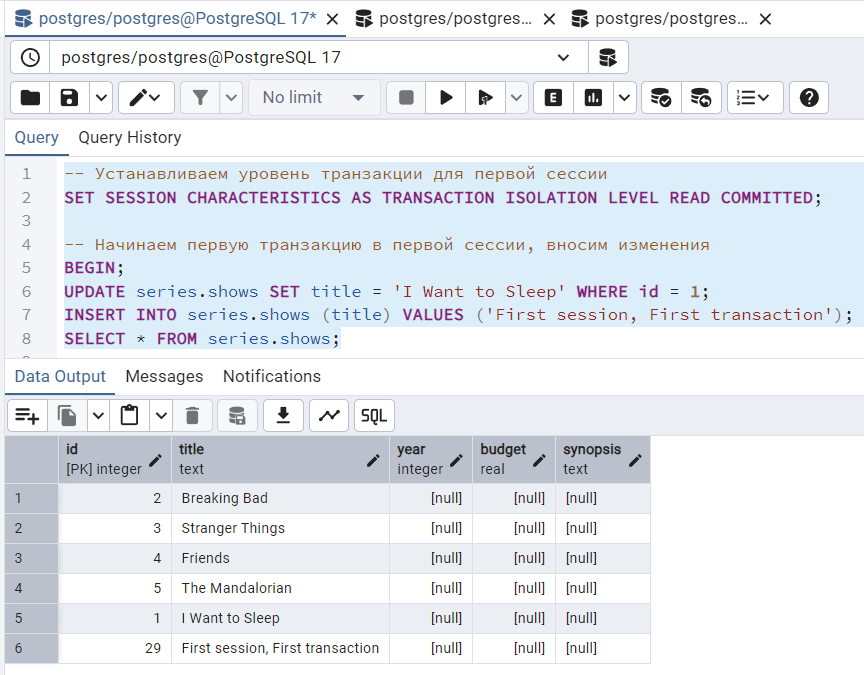 postgres/postgres@PostgreSQL 17* postgres/postgres... postgres/postgres...
postgres/postgres@PostgreSQL 17
No limit E
Query Query History
1 -- Устанавливаем уровень транзакции для первой сессии
2 SET SESSION CHARACTERISTICS AS TRANSACTION ISOLATION LEVEL READ COMMITTED;
3
4 -- Начинаем первую транзакцию в первой сессии, вносим изменения
5 BEGIN;
6 UPDATE series.shows SET title = 'I Want to Sleep' WHERE id = 1;
7 INSERT INTO series.shows (title) VALUES ('First session, First transaction');
8 SELECT * FROM series.shows;
Data Output Messages Notifications
SQL
id title year budget synopsis
[PK] integer text integer real text
1 2 Breaking Bad [null] [null] [null]
2 3 Stranger Things [null] [null] [null]
3 4 Friends [null] [null] [null]
4 5 The Mandalorian [null] [null] [null]
5 1 I Want to Sleep [null] [null] [null]
6 29 First session, First transaction [null] [null] [null]